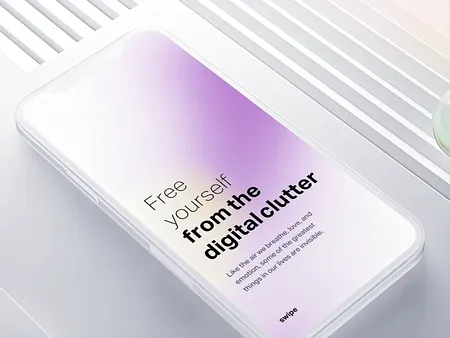 Free
yourself
from the
digital clutter
Like the air we breathe, love, and
emotion, some of the greatest
things in our lives are invisible.
swipe